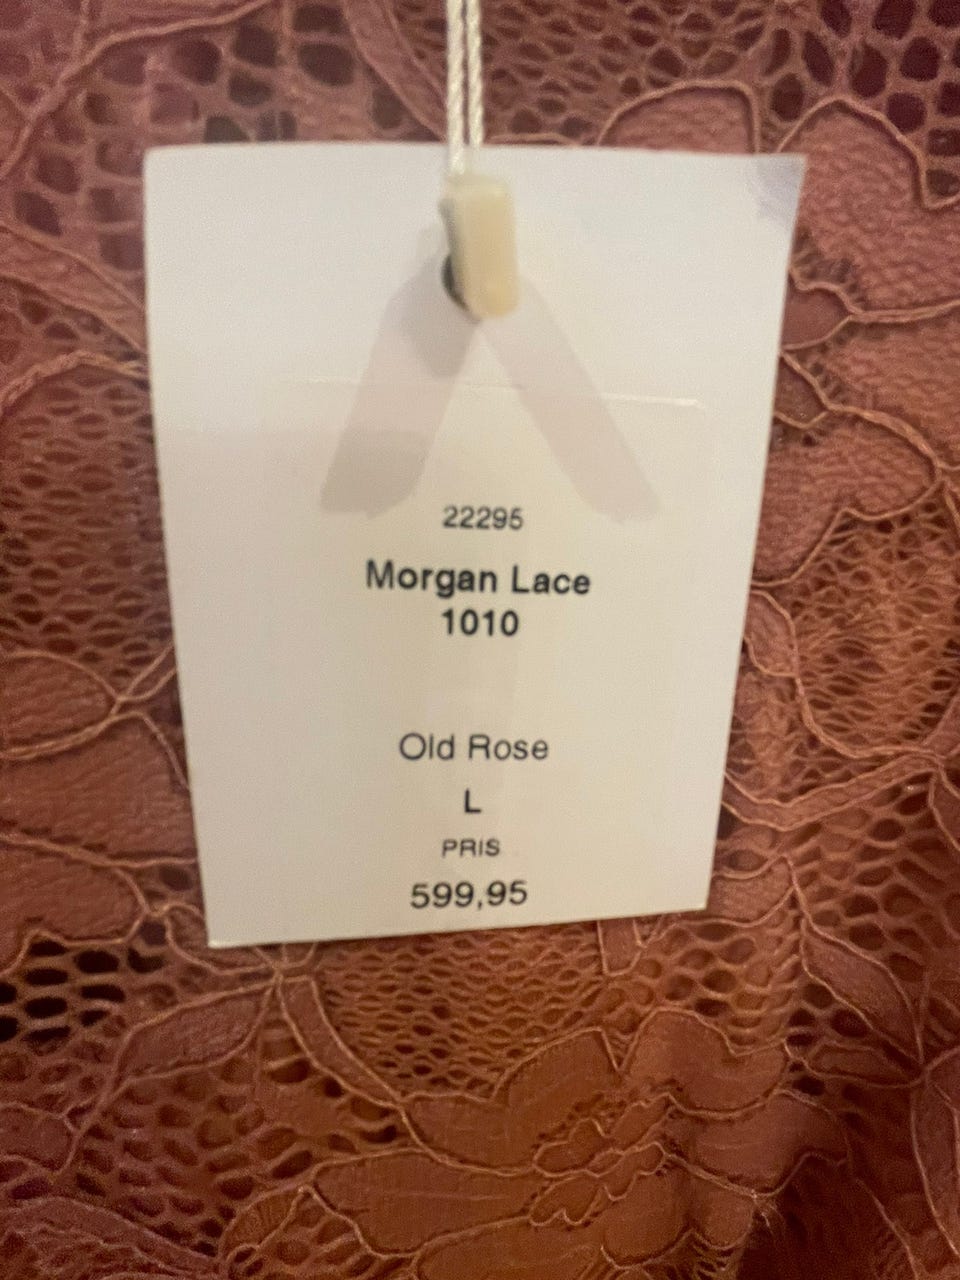 22295
Morgan Lace
1010
Old Rose
L
PRIS
599,95